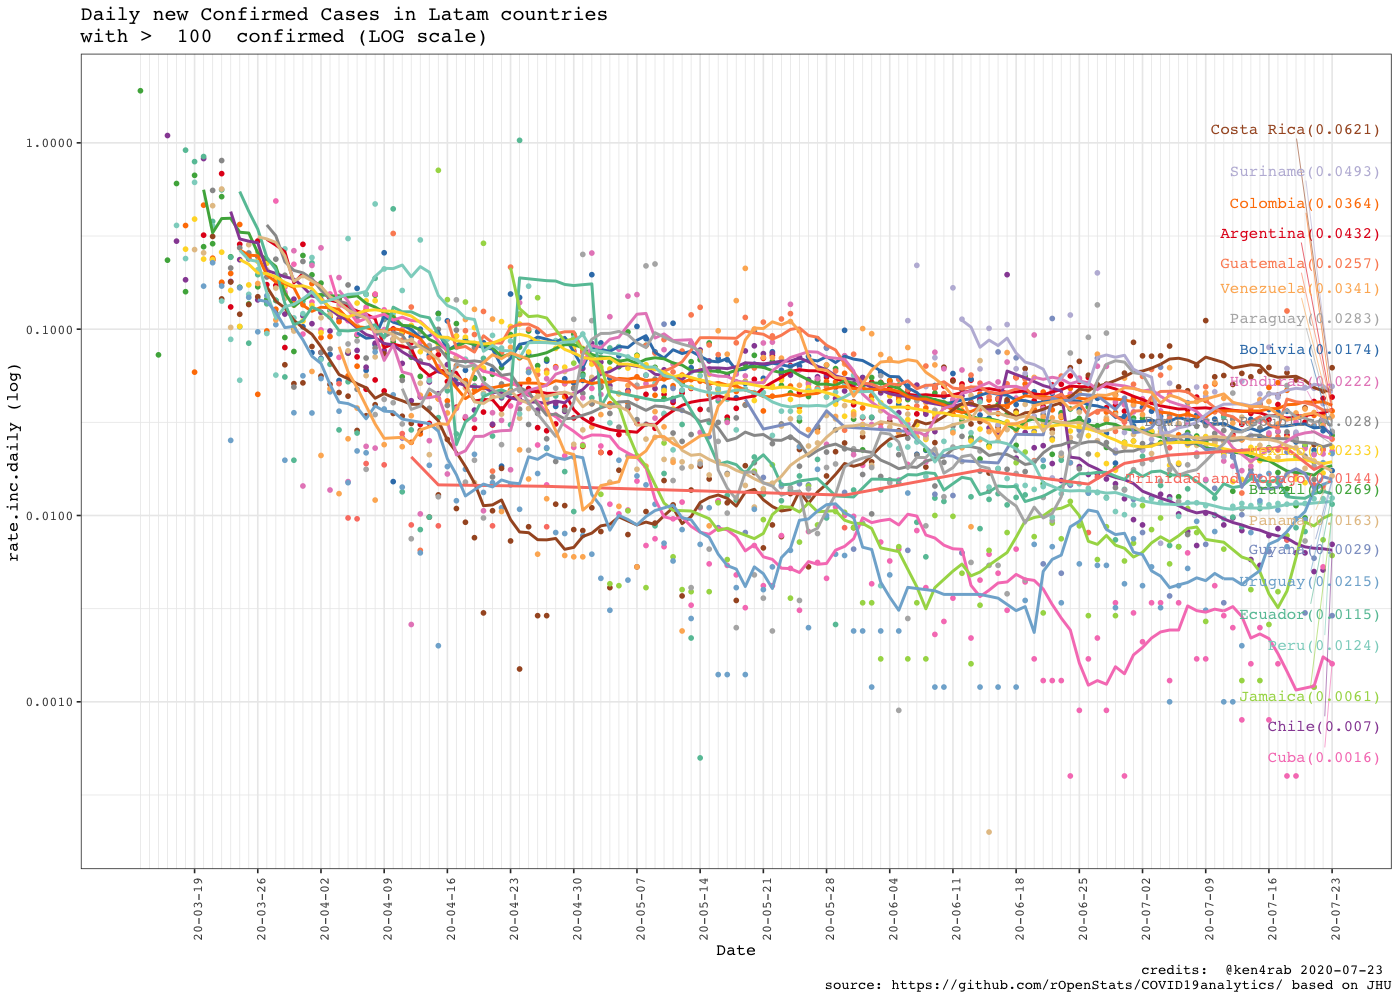 Daily new Confirmed Cases in Latam countries
with >  100  confirmed (LOG scale)
rate.inc.daily (log)
1.0000
0.1000
0.0100
0.0010
Costa Rica(0.0621)
Suriname(0.0493)
Colombia(0.0364)
Argentina(0.0432)
Guatemala(0.0257)
Venezuela(0.0341)
Paraguay(0.0283)
Bolivia(0.0174)
Honduras(0.0222)
(0.028)
(0.0233)
Trinidad and Tobago(0.0144)
Brazil(0.0269)
Panama(0.0163)
Guyana(0.0029)
Uruguay(0.0215)
Ecuador(0.0115)
Peru(0.0124)
Jamaica(0.0061)
Chile(0.007)
Cuba(0.0016)
20-03-19
20-03-26
20-04-02
20-04-09
20-04-16
20-04-23
20-04-30
20-05-07
20-05-14
20-05-21
20-05-28
20-06-04
20-06-11
20-06-18
20-06-25
20-07-02
20-07-09
20-07-16
20-07-23
Date
credits:  @ken4rab 2020-07-23
source: https://github.com/rOpenStats/COVID19analytics/ based on JHU